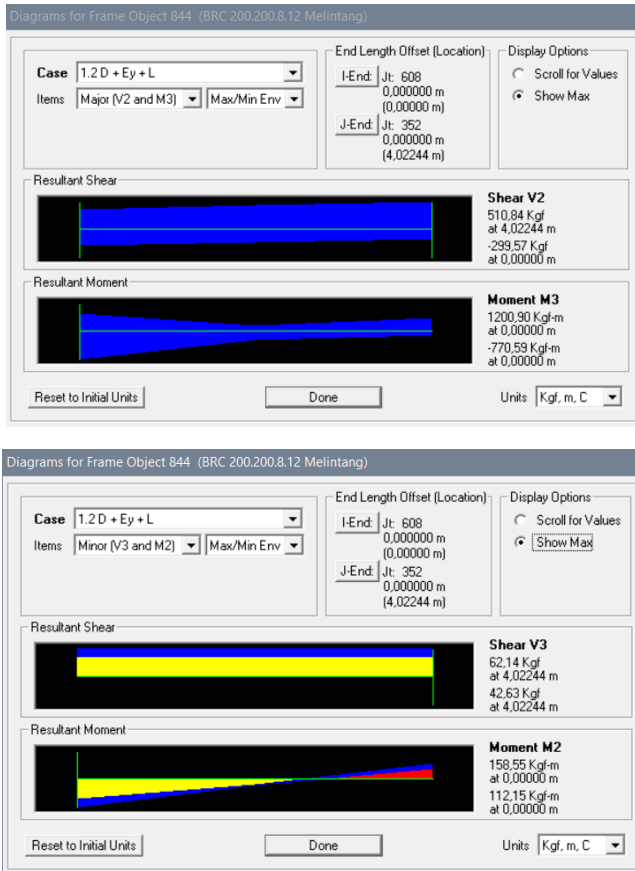 Diagrams for Frame Object 844 (BRC 200.200.8.12 Melintang)
Case 1.2 D + Ey + L
Items Major (V2 and M3) Max/Min Env
End Length Offset (Location)
I-End: Jt: 608
0,000000 m
(0,00000 m)
J-End: Jt: 352
0,000000 m
(4,02244 m)
Display Options
Scroll for Values
Show Max
Resultant Shear
Shear V2
510,84 Kgf
at 4,02244 m
-299,57 Kgf
at 0,00000 m
Resultant Moment
Moment M3
1200,90 Kgf-m
at 0,00000 m
-770,59 Kgf-m
at 0,00000 m
Reset to Initial Units Done Units Kgf, m, C
Diagrams for Frame Object 844 (BRC 200.200.8.12 Melintang)
Case 1.2 D + Ey + L
Items Minor (V3 and M2) Max/Min Env
End Length Offset (Location)
I-End: Jt: 608
0,000000 m
(0,00000 m)
J-End: Jt: 352
0,000000 m
(4,02244 m)
Display Options
Scroll for Values
Show Max
Resultant Shear
Shear V3
62,14 Kgf
at 4,02244 m
42,63 Kgf
at 4,02244 m
Resultant Moment
Moment M2
158,55 Kgf-m
at 0,00000 m
112,15 Kgf-m
at 0,00000 m
Reset to Initial Units Done Units Kgf, m, C